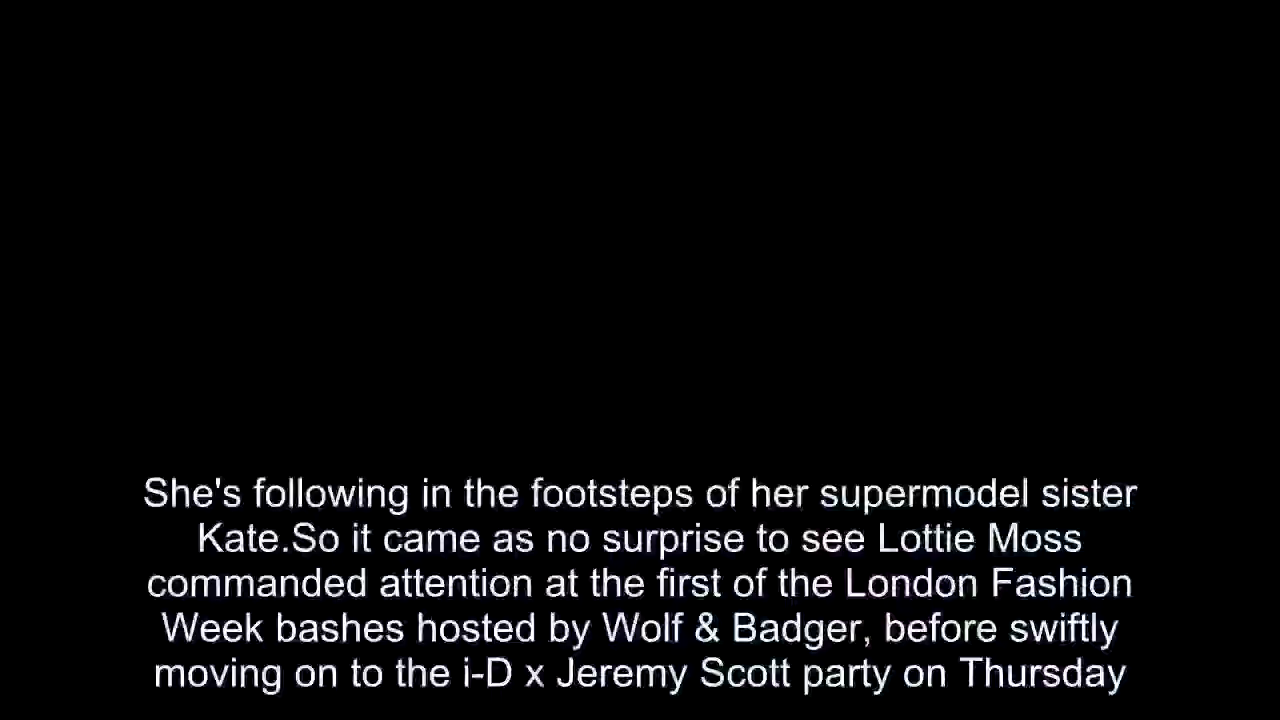 She's following in the footsteps of her supermodel sister
Kate.So it came as no surprise to see Lottie Moss
commanded attention at the first of the London Fashion
Week bashes hosted by Wolf & Badger, before swiftly
moving on to the i-D x Jeremy Scott party on Thursday